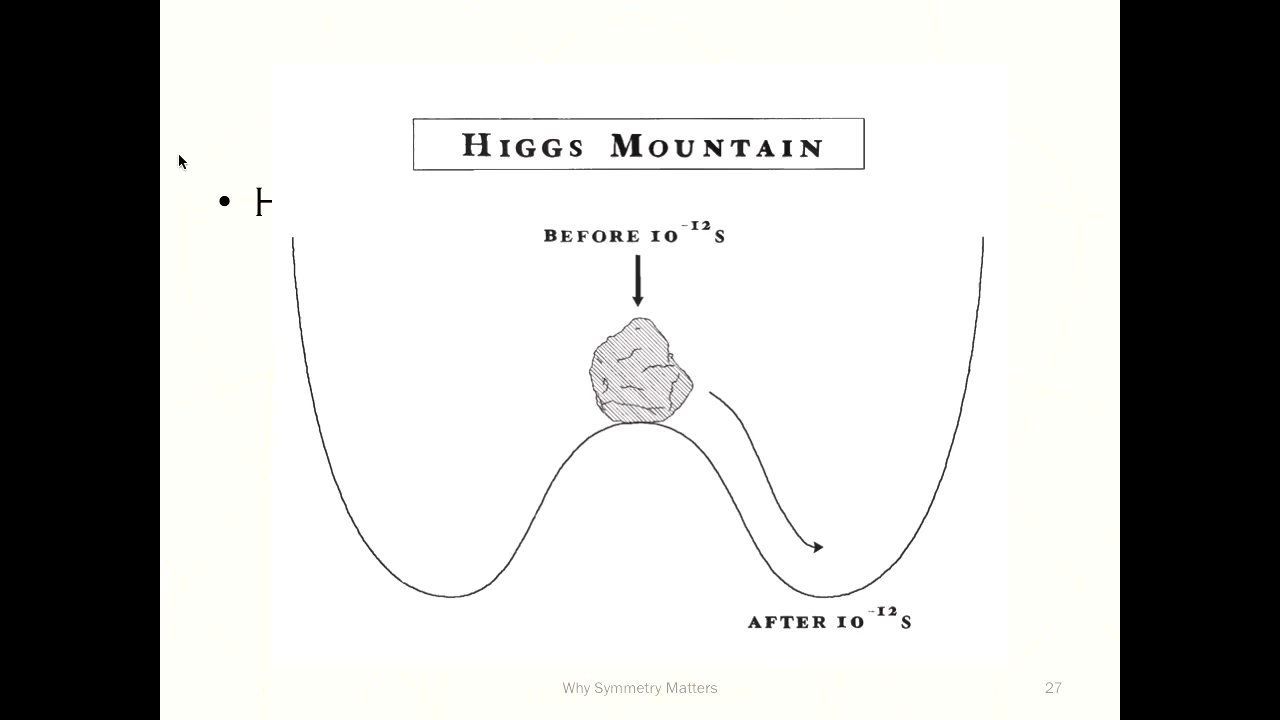 HIGGS MOUNTAIN
• H
BEFORE 10⁻¹²S
AFTER 10⁻¹²S
Why Symmetry Matters
27